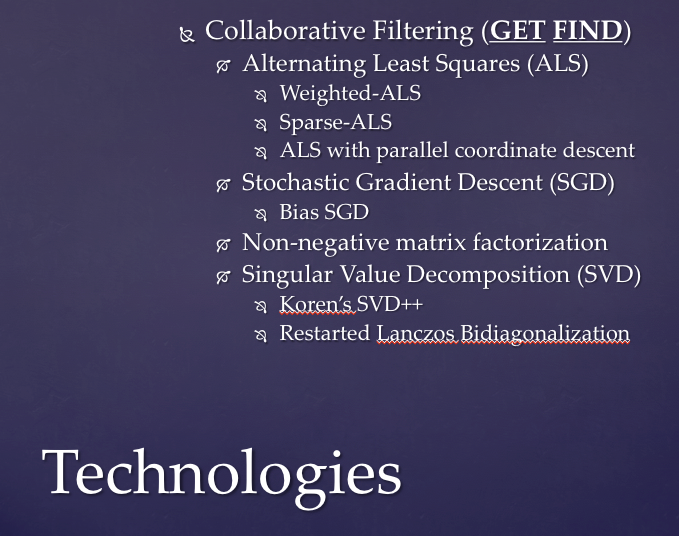 Collaborative Filtering (GET FIND)
Alternating Least Squares (ALS)
Weighted-ALS
Sparse-ALS
ALS with parallel coordinate descent
Stochastic Gradient Descent (SGD)
Bias SGD
Non-negative matrix factorization
Singular Value Decomposition (SVD)
Koren’s SVD++
Restarted Lanczos Bidiagonalization
Technologies